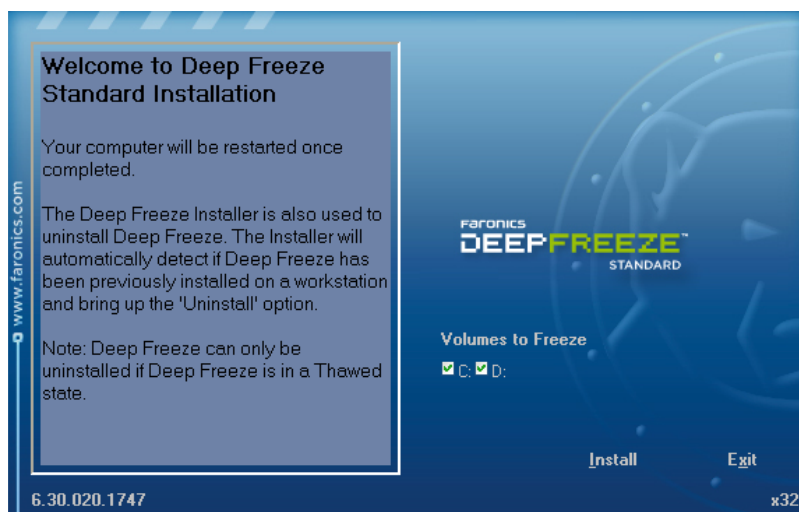 Welcome to Deep Freeze
Standard Installation
Your computer will be restarted once
completed.
The Deep Freeze Installer is also used to
uninstall Deep Freeze. The Installer will
automatically detect if Deep Freeze has
been previously installed on a workstation
and bring up the 'Uninstall' option.
Note: Deep Freeze can only be
uninstalled if Deep Freeze is in a Thawed
state.
www.faronics.com
Faronics
DEEPFREEZE™
STANDARD
Volumes to Freeze
C: D:
Install Exit
6.30.020.1747
x32